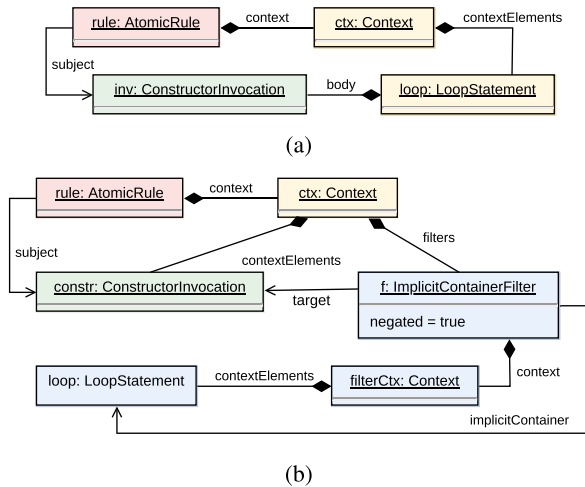 rule: AtomicRule
context
ctx: Context
contextElements
subject
inv: ConstructorInvocation
body
loop: LoopStatement
(a)
rule: AtomicRule
context
ctx: Context
filters
subject
contextElements
constr: ConstructorInvocation
target
f: ImplicitContainerFilter
negated = true
loop: LoopStatement
contextElements
filterCtx: Context
context
implicitContainer
(b)